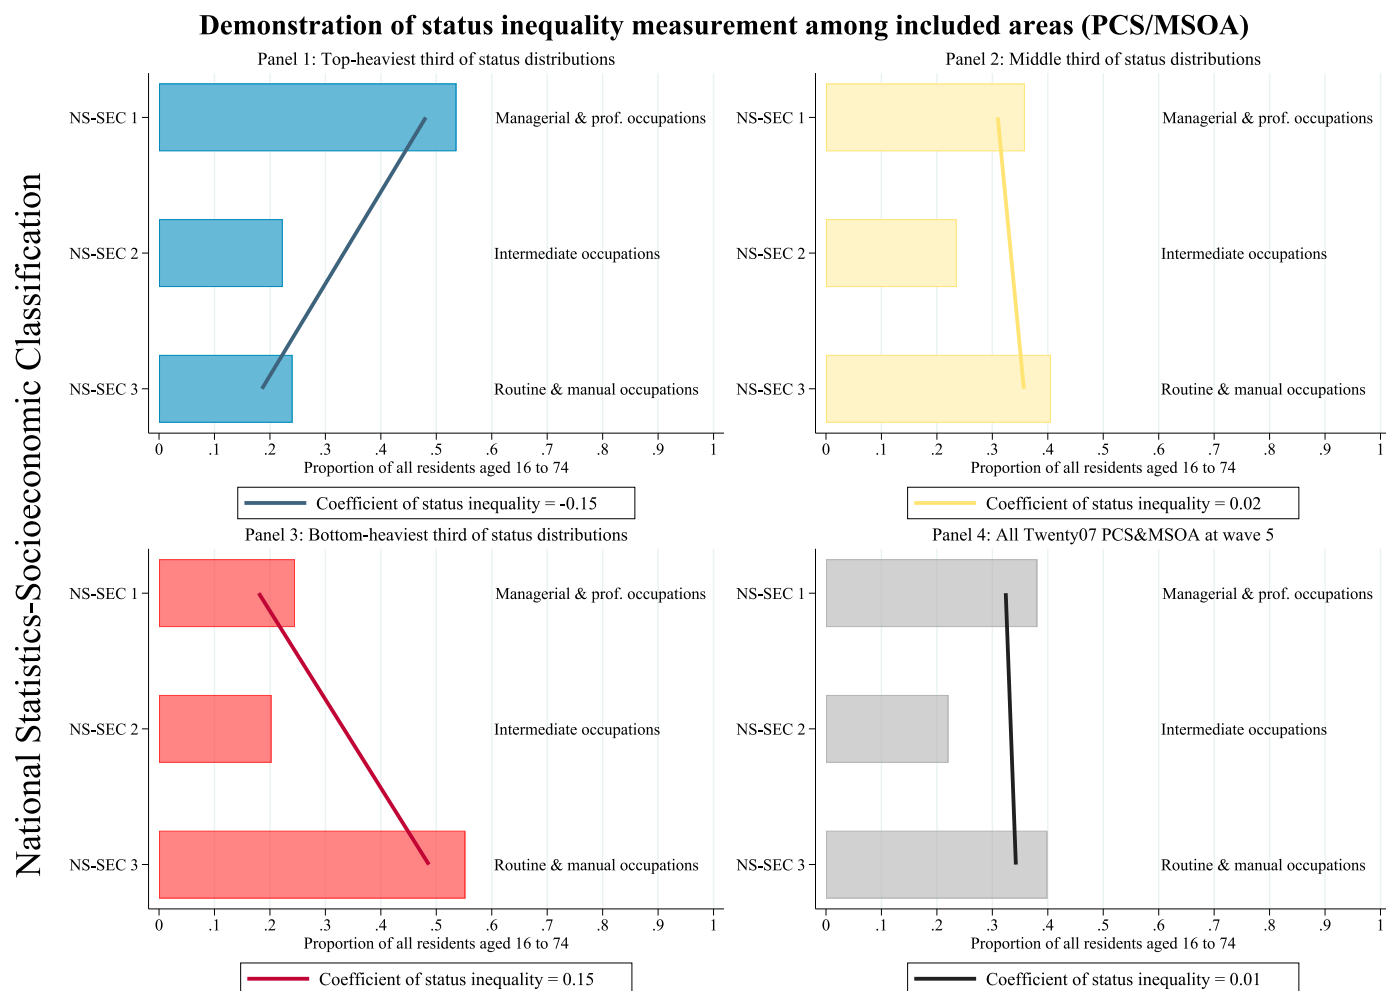 Demonstration of status inequality measurement among included areas (PCS/MSOA)
National Statistics-Socioeconomic Classification
Panel 1: Top-heaviest third of status distributions
NS-SEC 1
Managerial & prof. occupations
NS-SEC 2
Intermediate occupations
NS-SEC 3
Routine & manual occupations
0 .1 .2 .3 .4 .5 .6 .7 .8 .9 1
Proportion of all residents aged 16 to 74
Coefficient of status inequality = -0.15
Panel 2: Middle third of status distributions
NS-SEC 1
Managerial & prof. occupations
NS-SEC 2
Intermediate occupations
NS-SEC 3
Routine & manual occupations
0 .1 .2 .3 .4 .5 .6 .7 .8 .9 1
Proportion of all residents aged 16 to 74
Coefficient of status inequality = 0.02
Panel 3: Bottom-heaviest third of status distributions
NS-SEC 1
Managerial & prof. occupations
NS-SEC 2
Intermediate occupations
NS-SEC 3
Routine & manual occupations
0 .1 .2 .3 .4 .5 .6 .7 .8 .9 1
Proportion of all residents aged 16 to 74
Coefficient of status inequality = 0.15
Panel 4: All Twenty07 PCS&MSOA at wave 5
NS-SEC 1
Managerial & prof. occupations
NS-SEC 2
Intermediate occupations
NS-SEC 3
Routine & manual occupations
0 .1 .2 .3 .4 .5 .6 .7 .8 .9 1
Proportion of all residents aged 16 to 74
Coefficient of status inequality = 0.01